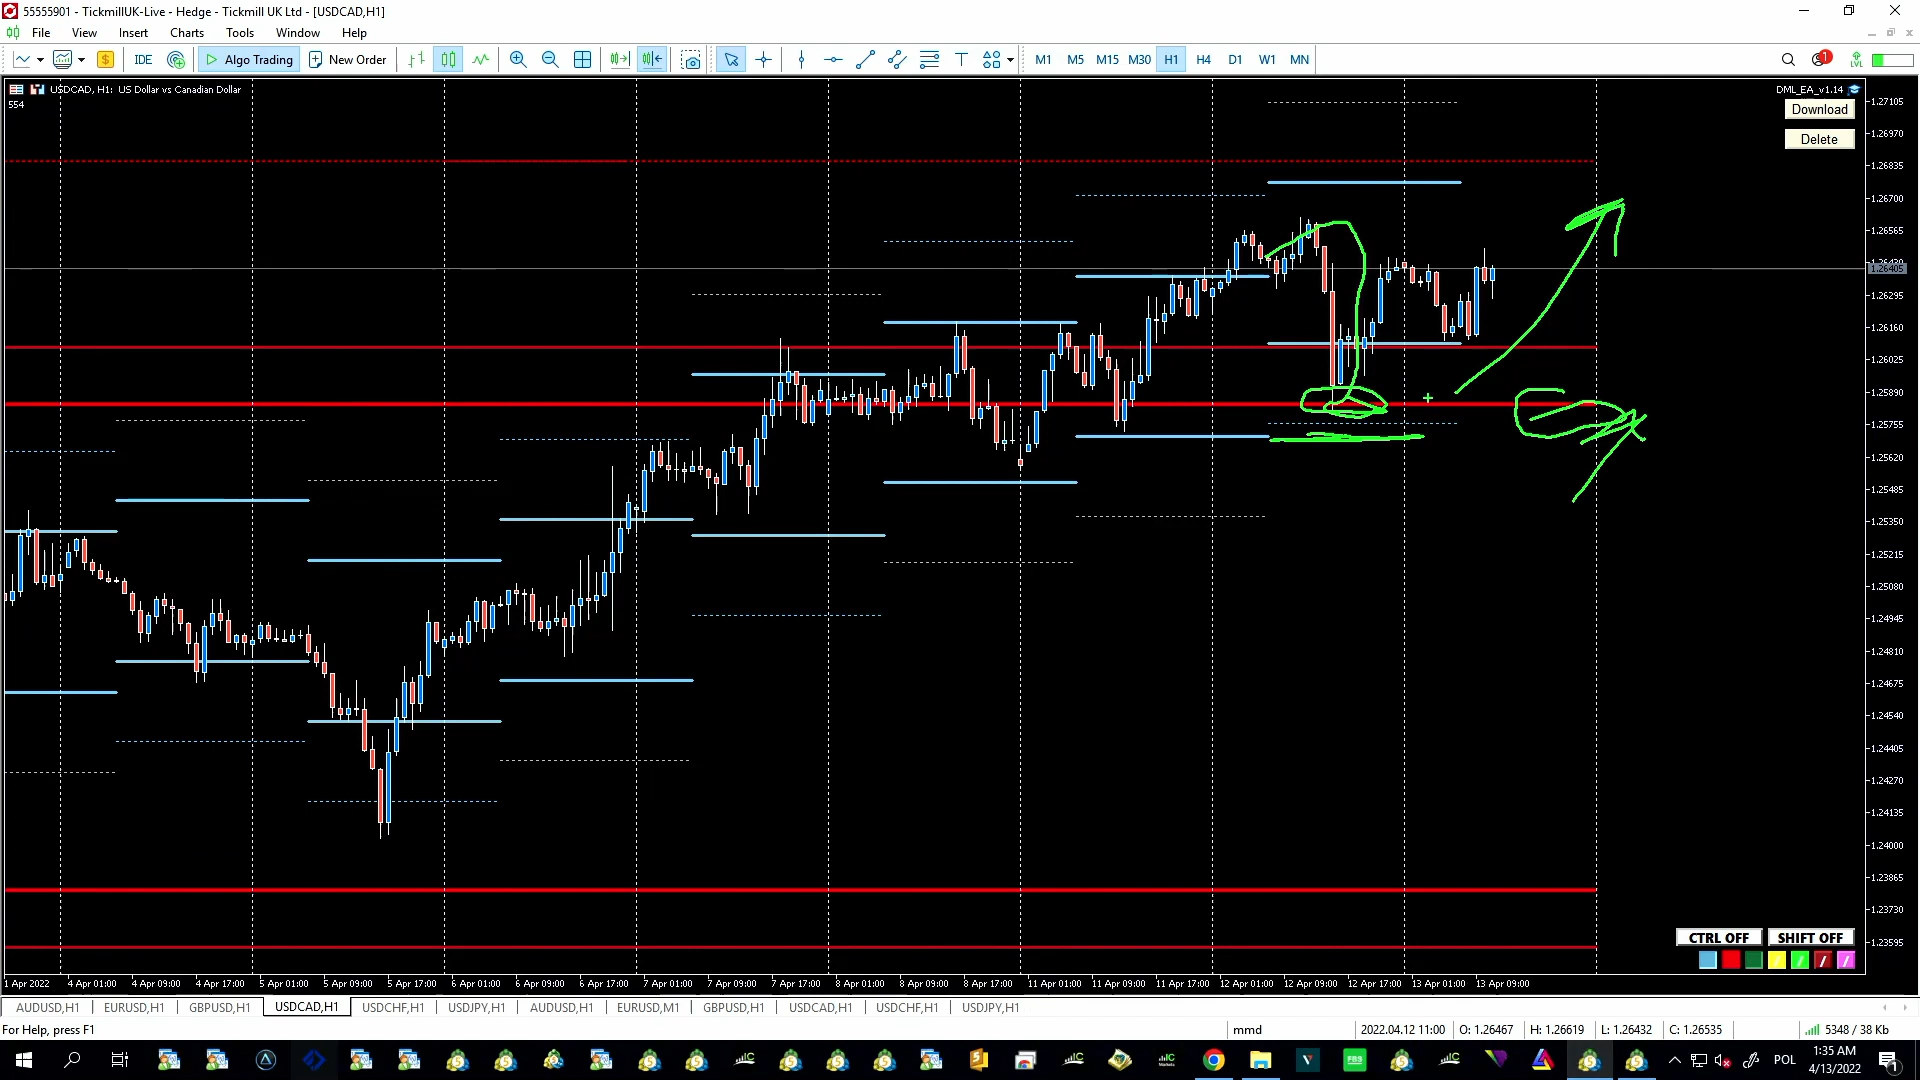 55555901 - TickmillUK-Live - Hedge - Tickmill UK Ltd - [USDCAD,H1]
File View Insert Charts Tools Window Help
IDE Algo Trading New Order T M1 M5 M15 M30 H1 H4 D1 W1 MN 1 LVL
USDCAD, H1: US Dollar vs Canadian Dollar
554
DML_EA_v1.14
Download
Delete
1.27105
1.26970
1.26835
1.26700
1.26565
1.26430
1.26405
1.26295
1.26160
1.26025
1.25890
1.25755
1.25620
1.25485
1.25350
1.25215
1.25080
1.24945
1.24810
1.24675
1.24540
1.24405
1.24270
1.24135
1.24000
1.23865
1.23730
1.23595
CTRL OFF SHIFT OFF
1 Apr 2022 4 Apr 01:00 4 Apr 09:00 4 Apr 17:00 5 Apr 01:00 5 Apr 09:00 5 Apr 17:00 6 Apr 01:00 6 Apr 09:00 6 Apr 17:00 7 Apr 01:00 7 Apr 09:00 7 Apr 17:00 8 Apr 01:00 8 Apr 09:00 8 Apr 17:00 11 Apr 01:00 11 Apr 09:00 11 Apr 17:00 12 Apr 01:00 12 Apr 09:00 12 Apr 17:00 13 Apr 01:00 13 Apr 09:00
AUDUSD,H1 EURUSD,H1 GBPUSD,H1 USDCAD,H1 USDCHF,H1 USDJPY,H1 AUDUSD,H1 EURUSD,M1 GBPUSD,H1 USDCAD,H1 USDCHF,H1 USDJPY,H1
For Help, press F1 mmd 2022.04.12 11:00 O: 1.26467 H: 1.26619 L: 1.26432 C: 1.26535 5348 / 38 Kb
POL 1:35 AM
4/13/2022